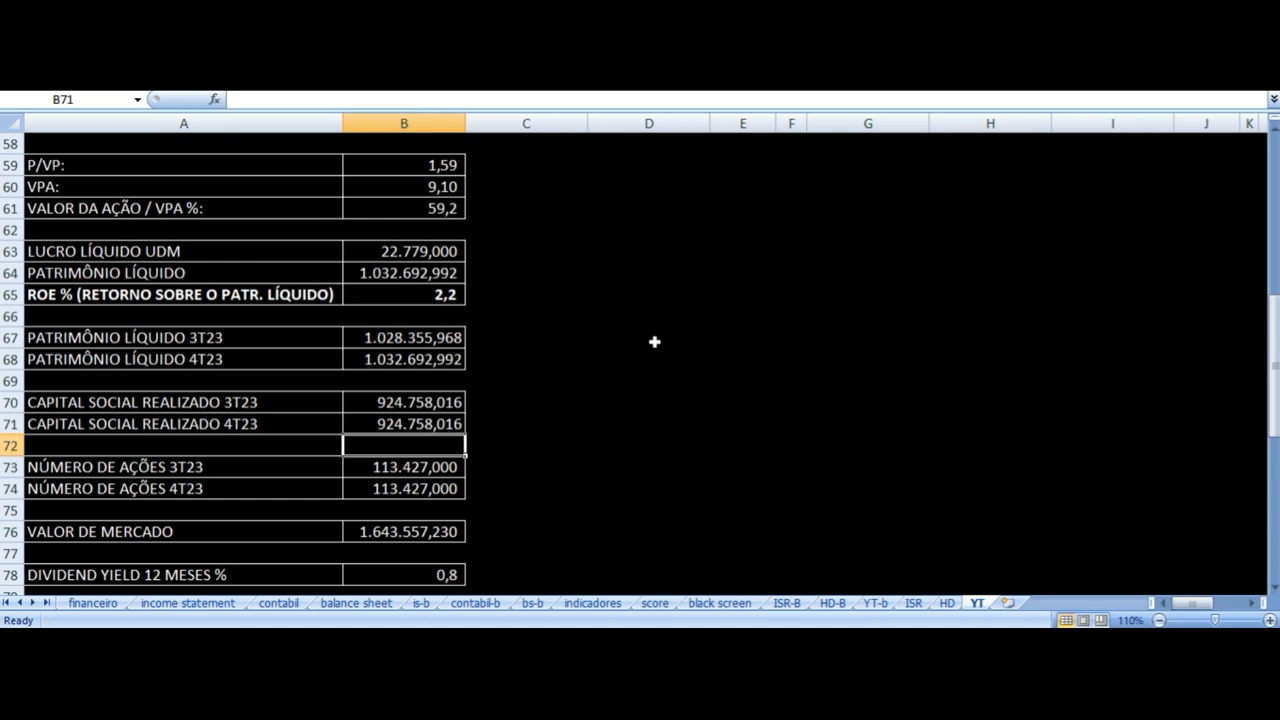 B71 fx
A B C D E F G H I J K
58
59 P/VP: 1,59
60 VPA: 9,10
61 VALOR DA AÇÃO / VPA %: 59,2
62
63 LUCRO LÍQUIDO UDM 22.779,000
64 PATRIMÔNIO LÍQUIDO 1.032.692,992
65 ROE % (RETORNO SOBRE O PATR. LÍQUIDO) 2,2
66
67 PATRIMÔNIO LÍQUIDO 3T23 1.028.355,968
68 PATRIMÔNIO LÍQUIDO 4T23 1.032.692,992
69
70 CAPITAL SOCIAL REALIZADO 3T23 924.758,016
71 CAPITAL SOCIAL REALIZADO 4T23 924.758,016
72
73 NÚMERO DE AÇÕES 3T23 113.427,000
74 NÚMERO DE AÇÕES 4T23 113.427,000
75
76 VALOR DE MERCADO 1.643.557,230
77
78 DIVIDEND YIELD 12 MESES % 0,8
financeiro income statement contabil balance sheet is-b contabil-b bs-b indicadores score black screen ISR-B HD-B YT-b ISR HD YT
Ready 110%